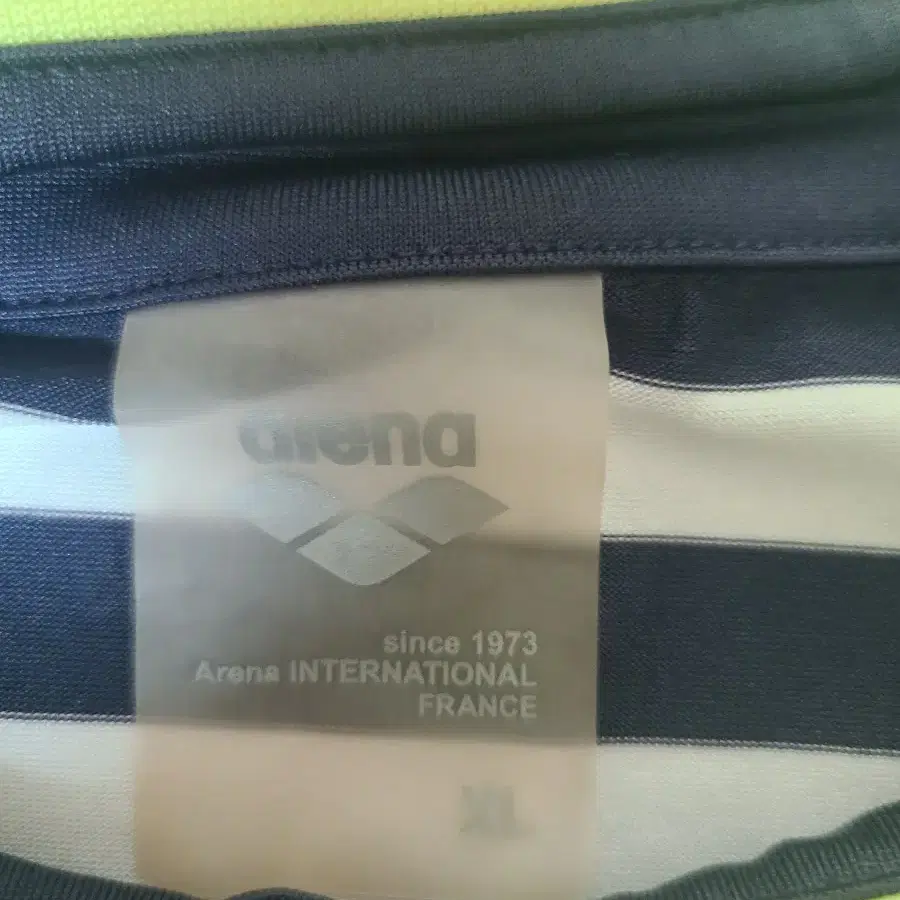 arena
since 1973
Arena INTERNATIONAL
FRANCE
XL